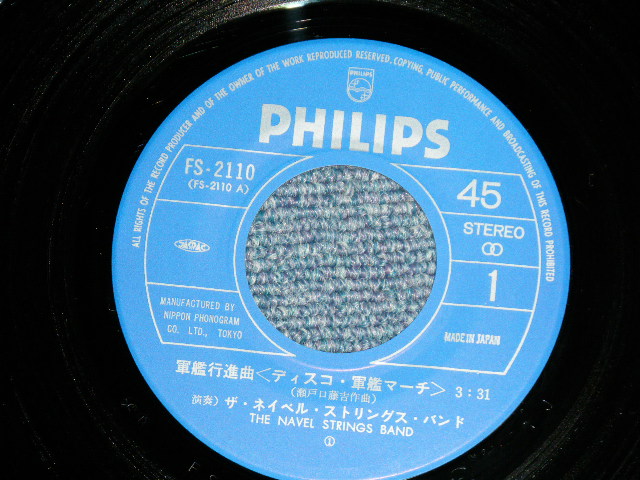 ALL RIGHTS OF THE RECORD PRODUCER AND OF THE OWNER OF THE WORK REPRODUCED RESERVED. COPYING, PUBLIC PERFORMANCE AND BROADCASTING OF THIS RECORD PROHIBITED
PHILIPS
PHILIPS
FS-2110
(FS-2110 A)
45
STEREO
1
JASRAC
MANUFACTURED BY
NIPPON PHONOGRAM
CO. LTD., TOKYO
MADE IN JAPAN
軍艦行進曲<ディスコ・軍艦マーチ> 3:31
(瀬戸口藤吉作曲)
演奏)ザ・ネイベル・ストリングス・バンド
THE NAVEL STRINGS BAND
①